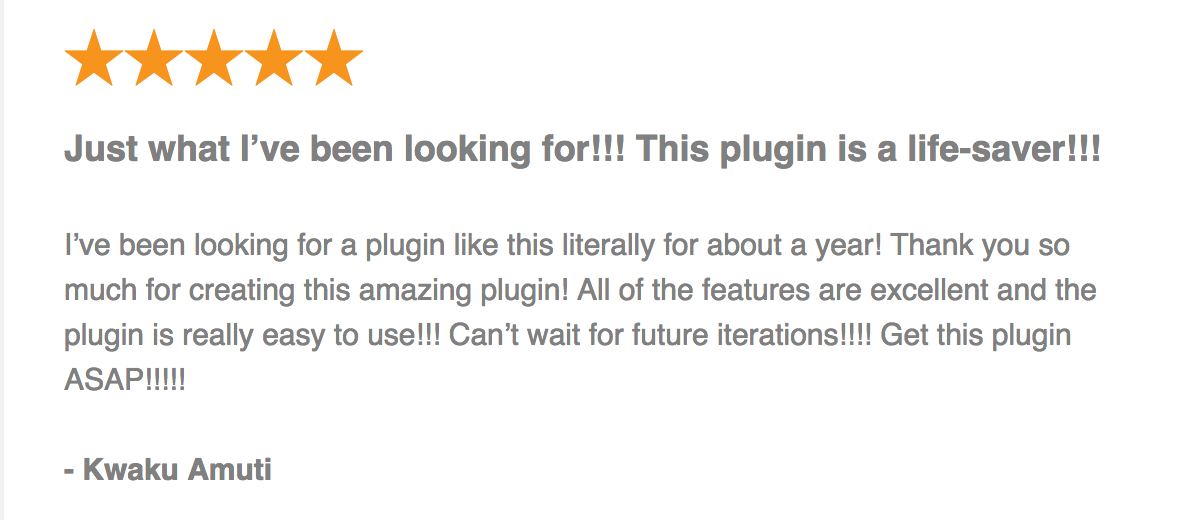 Just what I’ve been looking for!!! This plugin is a life-saver!!!
I’ve been looking for a plugin like this literally for about a year! Thank you so
much for creating this amazing plugin! All of the features are excellent and the
plugin is really easy to use!!! Can’t wait for future iterations!!!! Get this plugin
ASAP!!!!!
- Kwaku Amuti